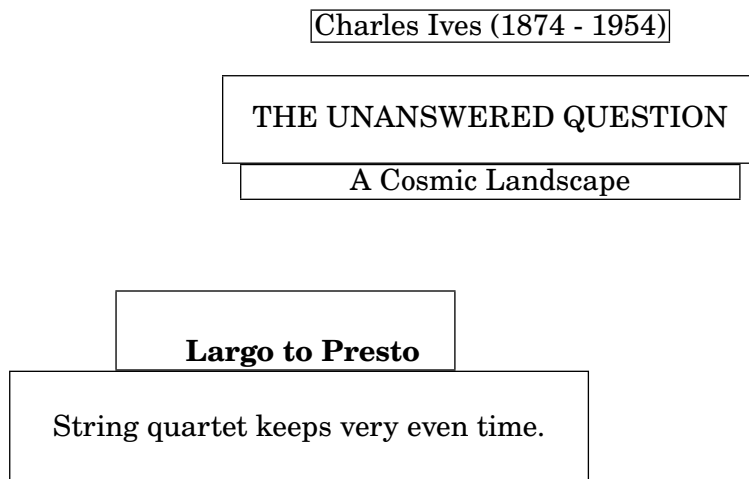 Charles Ives (1874 - 1954)
THE UNANSWERED QUESTION
A Cosmic Landscape
Largo to Presto
String quartet keeps very even time.